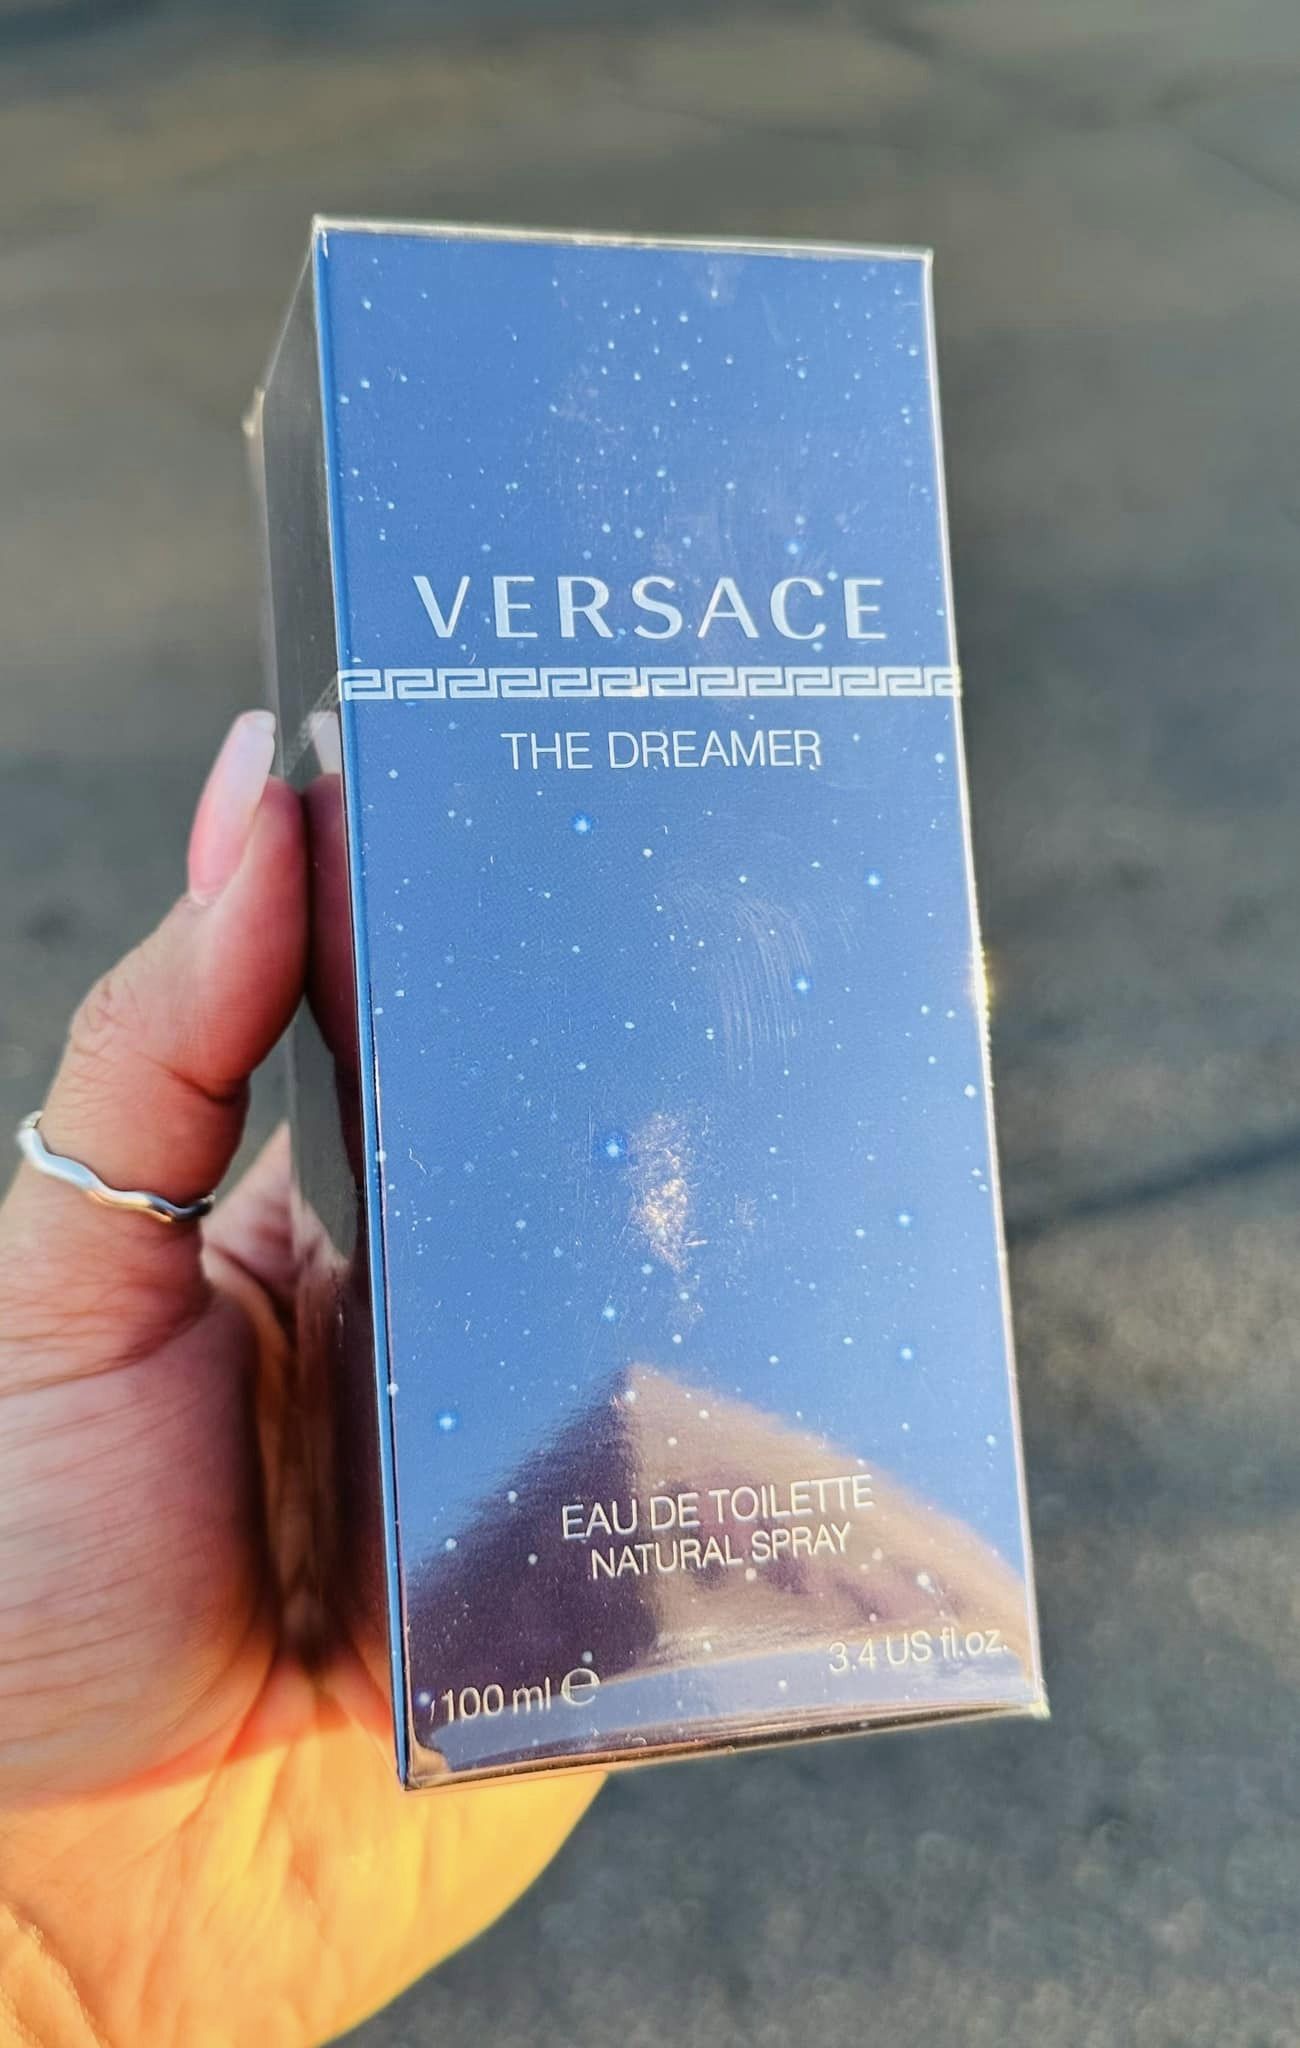 VERSACE
THE DREAMER
EAU DE TOILETTE
NATURAL SPRAY
100 ml ℮
3.4 US fl.oz.